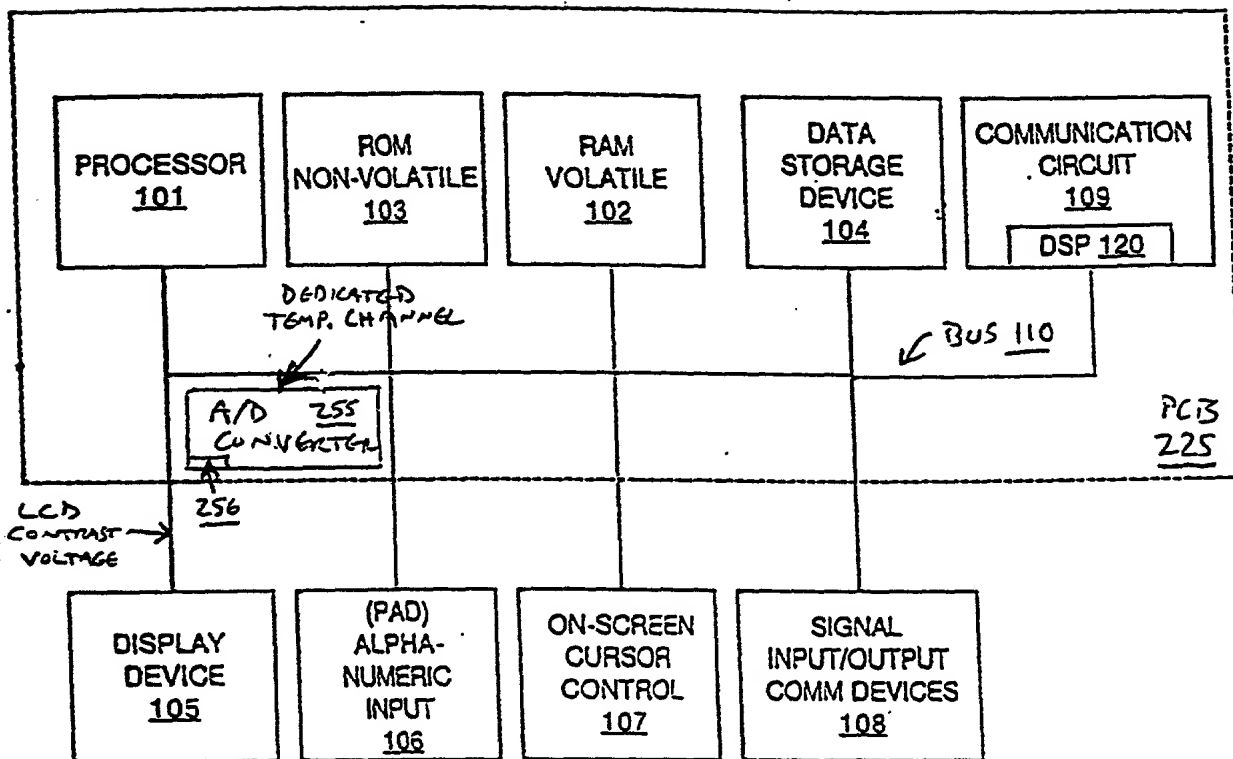 PROCESSOR
101
ROM
NON-VOLATILE
103
RAM
VOLATILE
102
DATA
STORAGE
DEVICE
104
COMMUNICATION
CIRCUIT
109
DSP 120
DEDICATED
TEMP. CHANNEL
BUS 110
A/D 255
CONVERTER
PCB
225
256
LCD
CONTRAST
VOLTAGE
DISPLAY
DEVICE
105
(PAD)
ALPHA-
NUMERIC
INPUT
106
ON-SCREEN
CURSOR
CONTROL
107
SIGNAL
INPUT/OUTPUT
COMM DEVICES
108